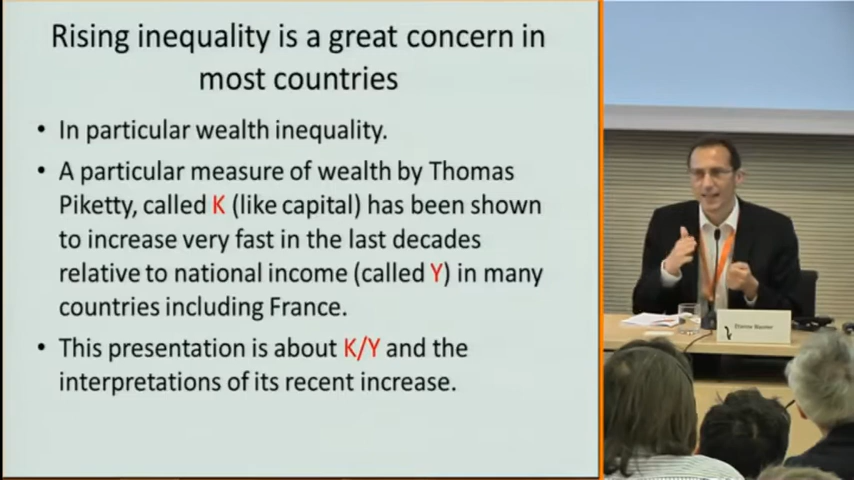 Rising inequality is a great concern in
most countries
• In particular wealth inequality.
• A particular measure of wealth by Thomas
Piketty, called K (like capital) has been shown
to increase very fast in the last decades
relative to national income (called Y) in many
countries including France.
• This presentation is about K/Y and the
interpretations of its recent increase.
Etienne Wasmer